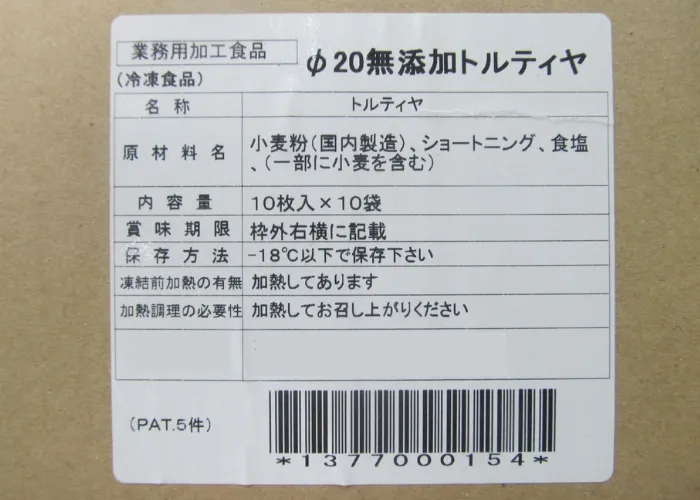 業務用加工食品
φ20無添加トルティヤ
(冷凍食品)
名称 トルティヤ
原材料名 小麦粉(国内製造)、ショートニング、食塩
、(一部に小麦を含む)
内容量 10枚入×10袋
賞味期限 枠外右横に記載
保存方法 -18℃以下で保存下さい
凍結前加熱の有無 加熱してあります
加熱調理の必要性 加熱してお召し上がりください
(PAT.5件)
*1377000154*